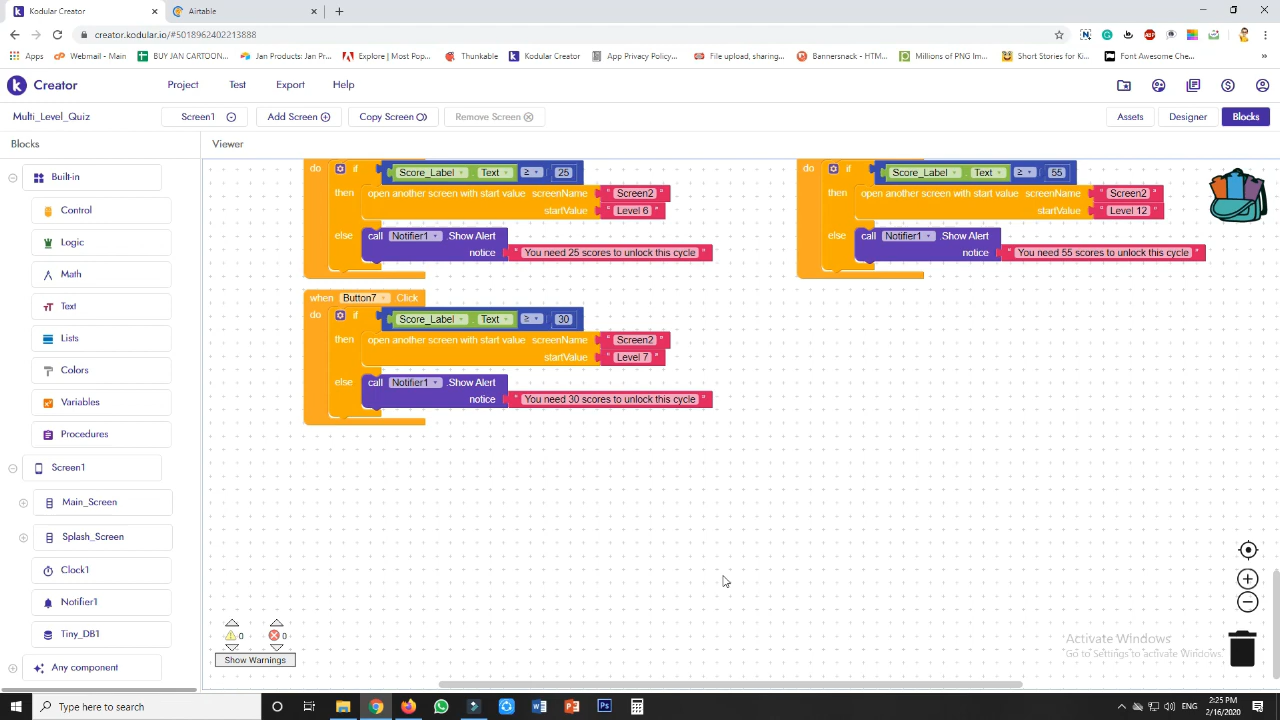 Kodular Creator
Airtable
creator.kodular.io/#5018962402213888
Apps
Webmail - Main
BUY JAN CARTOON...
Jan Products: Jan Pr...
Explore | Most help...
Thunkable
Kodular Creator
App Privacy Policy...
File upload, sharing...
Bannersnack - HTM...
Millions of PNG Im...
Short Stories for Ki...
Font Awesome Che...
Creator
Project
Test
Export
Help
Multi_Level_Quiz
Screen1
Add Screen
Copy Screen
Remove Screen
Assets
Designer
Blocks
Blocks
Viewer
Built-in
Control
Logic
Math
Text
Lists
Colors
Variables
Procedures
Screen1
Main_Screen
Splash_Screen
Clock1
Notifier1
Tiny_DB1
Any component
do if Score_Label . Text ≥ 25
then open another screen with start value screenName " Screen2 "
startValue " Level 6 "
else call Notifier1 .Show Alert
notice " You need 25 scores to unlock this cycle "
do if Score_Label . Text ≥ 55
then open another screen with start value screenName " Screen2 "
startValue " Level 12 "
else call Notifier1 .Show Alert
notice " You need 55 scores to unlock this cycle "
when Button7 .Click
do if Score_Label . Text ≥ 30
then open another screen with start value screenName " Screen2 "
startValue " Level 7 "
else call Notifier1 .Show Alert
notice " You need 30 scores to unlock this cycle "
0 0
Show Warnings
Activate Windows
Go to Settings to activate Windows.
Type here to search
ENG
2:25 PM
2/16/2020